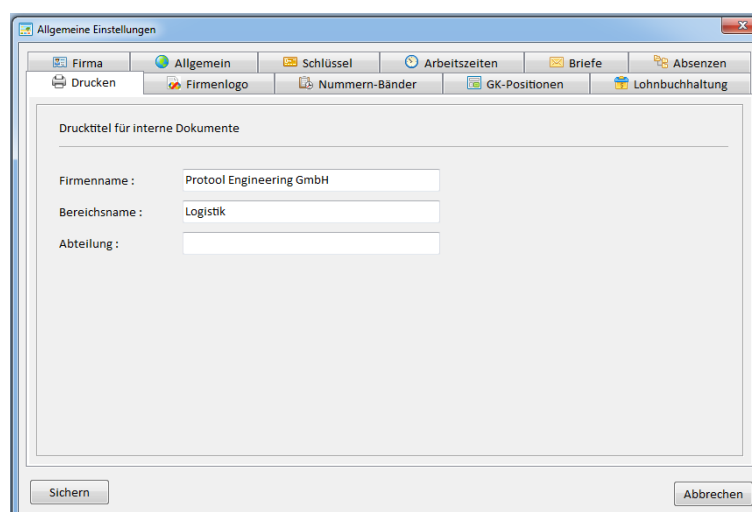 Allgemeine Einstellungen
Firma
Allgemein
Schlüssel
Arbeitszeiten
Briefe
Absenzen
Drucken
Firmenlogo
Nummern-Bänder
GK-Positionen
Lohnbuchhaltung
Drucktitel für interne Dokumente
Firmenname : Protool Engineering GmbH
Bereichsname : Logistik
Abteilung :
Sichern
Abbrechen